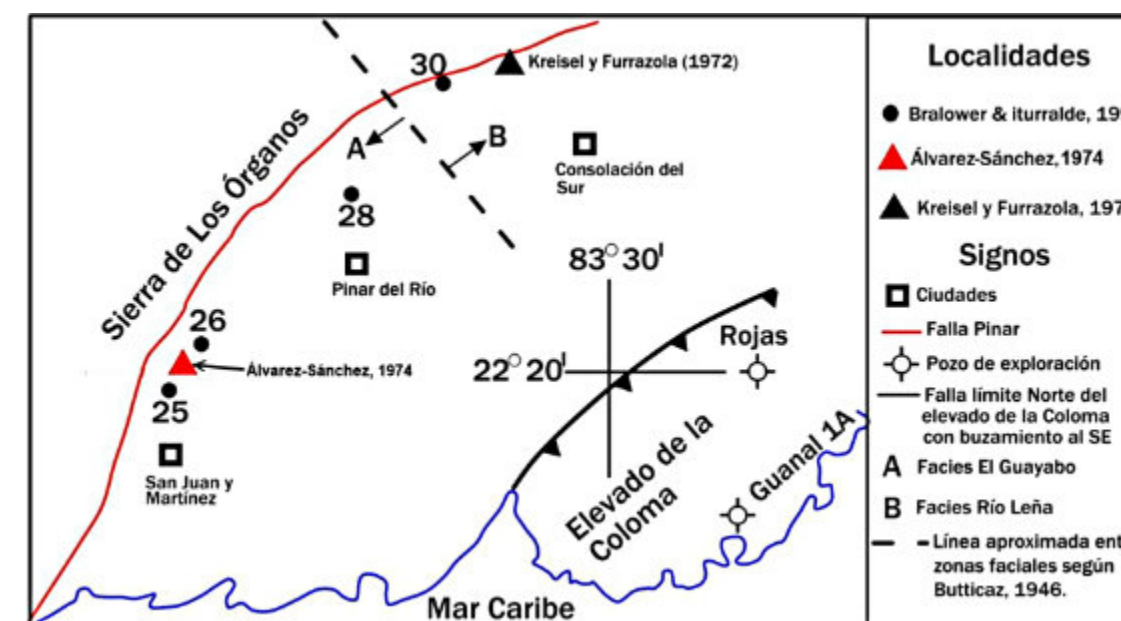 30
Kreisel y Furrazola (1972)
A
B
Consolación del
Sur
Sierra de Los Órganos
28
Pinar del Río
83° 30'
26
Álvarez-Sánchez, 1974
25
22° 20'
Rojas
San Juan y
Martínez
Elevado de la
Coloma
Guanal 1A
Mar Caribe
Localidades
Bralower & iturralde, 19
Álvarez-Sánchez, 1974
Kreisel y Furrazola, 197
Signos
Ciudades
Falla Pinar
Pozo de exploración
Falla límite Norte del
elevado de la Coloma
con buzamiento al SE
A Facies El Guayabo
B Facies Río Leña
Línea aproximada ent
zonas faciales según
Butticaz, 1946.